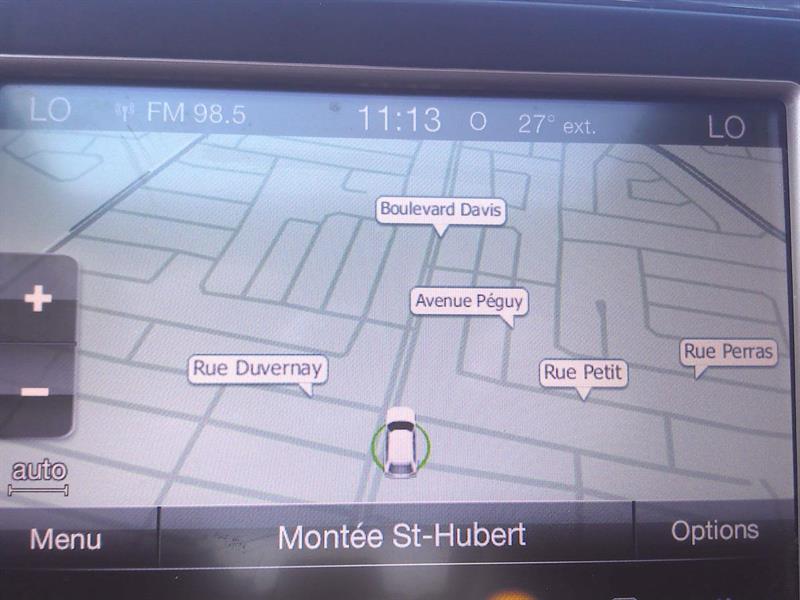 LO FM 98.5 11:13 O 27° ext. LO
Boulevard Davis
Avenue Péguy
Rue Duvernay
Rue Petit
Rue Perras
+
-
auto
Menu
Montée St-Hubert
Options